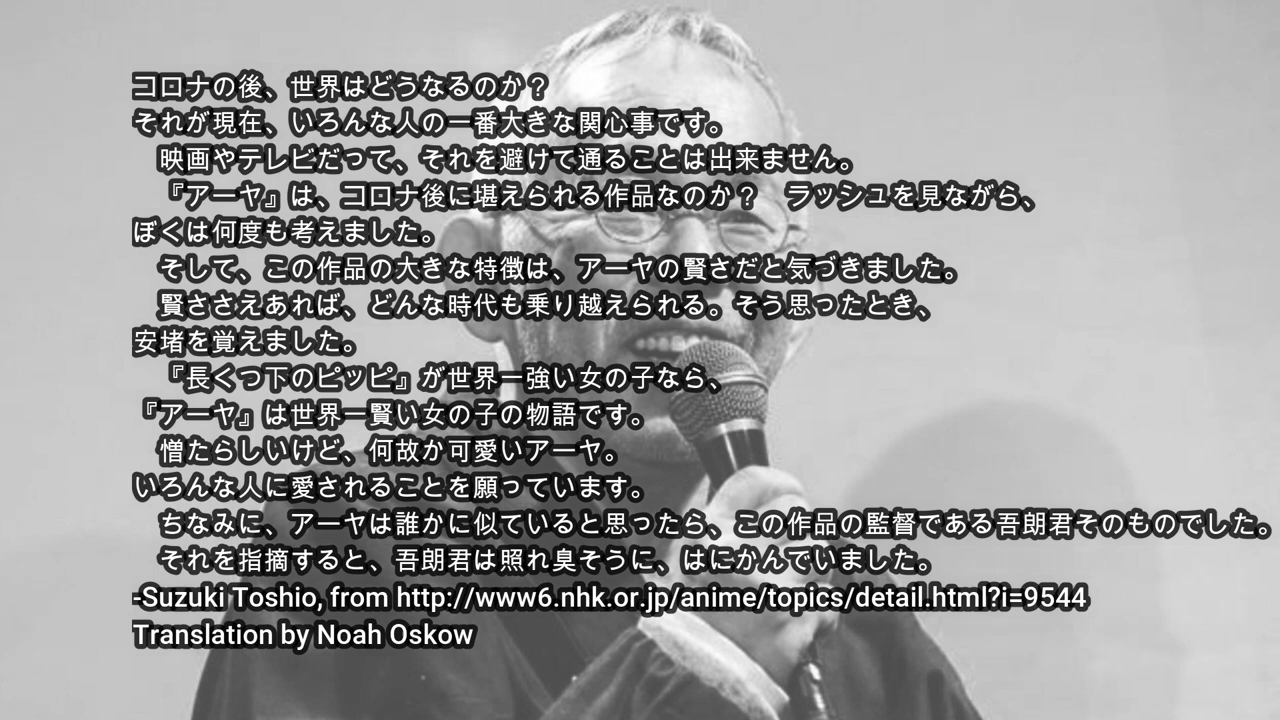 コロナの後、世界はどうなるのか？
それが現在、いろんな人の一番大きな関心事です。
　映画やテレビだって、それを避けて通ることは出来ません。
　『アーヤ』は、コロナ後に堪えられる作品なのか？　ラッシュを見ながら、
ぼくは何度も考えました。
　そして、この作品の大きな特徴は、アーヤの賢さだと気づきました。
　賢ささえあれば、どんな時代も乗り越えられる。そう思ったとき、
安堵を覚えました。
　『長くつ下のピッピ』が世界一強い女の子なら、
『アーヤ』は世界一賢い女の子の物語です。
　憎たらしいけど、何故か可愛いアーヤ。
いろんな人に愛されることを願っています。
　ちなみに、アーヤは誰かに似ていると思ったら、この作品の監督である吾朗君そのものでした。
　それを指摘すると、吾朗君は照れ臭そうに、はにかんでいました。
-Suzuki Toshio, from http://www6.nhk.or.jp/anime/topics/detail.html?i=9544
Translation by Noah Oskow